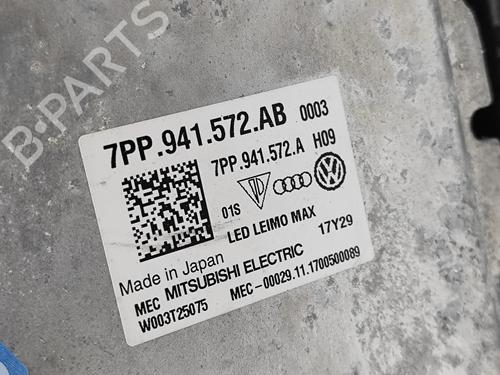 B-PARTS
7PP.941.572.AB 0003
7PP.941.572.A H09
01S
LED LEIMO MAX 17Y29
Made in Japan
MEC MITSUBISHI ELECTRIC
W003T25075 MEC-00029.11.1700500089